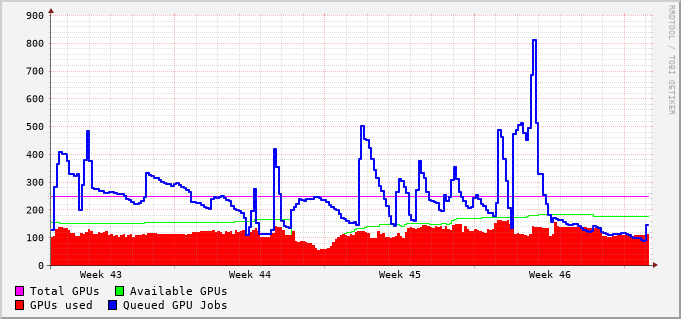 900
800
700
600
500
400
300
200
100
0
Week 43 Week 44 Week 45 Week 46
Total GPUs Available GPUs
GPUs used Queued GPU Jobs
RRDTOOL / TOBI OETIKER